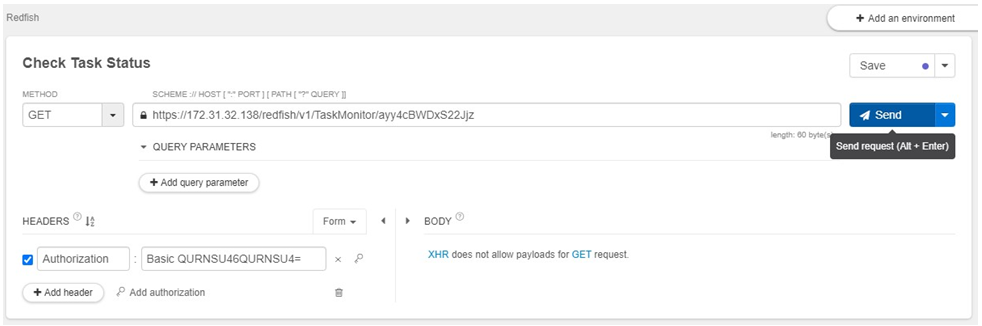 Redfish
+ Add an environment
Check Task Status
Save
METHOD
SCHEME :// HOST [ ":" PORT ] [ PATH [ "?" QUERY ]]
GET
https://172.31.32.138/redfish/v1/TaskMonitor/ayy4cBWDxS22Jjz
Send
length: 60 byte(s)
Send request (Alt + Enter)
QUERY PARAMETERS
+ Add query parameter
HEADERS ?
Form
BODY ?
Authorization : Basic QURNSU46QURNSU4= ×
XHR does not allow payloads for GET request.
+ Add header
Add authorization